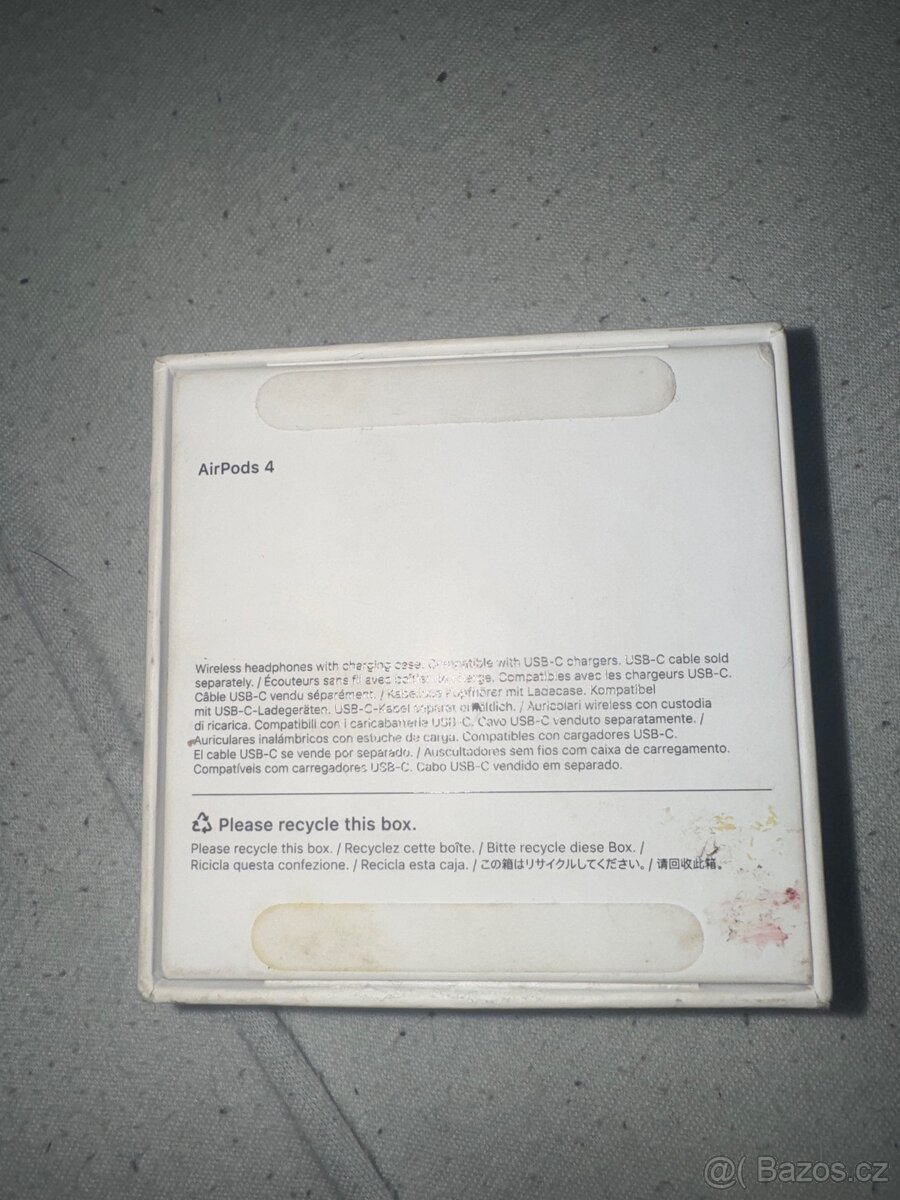 AirPods 4
Wireless headphones with charging case. Compatible with USB-C chargers. USB-C cable sold
separately. / Écouteurs sans fil avec boîtier de charge. Compatibles avec les chargeurs USB-C.
Câble USB-C vendu séparément. / Kabellose Kopfhörer mit Ladecase. Kompatibel
mit USB-C-Ladegeräten. USB-C-Kabel separat erhältlich. / Auricolari wireless con custodia
di ricarica. Compatibili con i caricabatterie USB-C. Cavo USB-C venduto separatamente. /
Auriculares inalámbricos con estuche de carga. Compatibles con cargadores USB-C.
El cable USB-C se vende por separado. / Auscultadores sem fios com caixa de carregamento.
Compatíveis com carregadores USB-C. Cabo USB-C vendido em separado.
Please recycle this box.
Please recycle this box. / Recyclez cette boîte. / Bitte recycle diese Box. /
Ricicla questa confezione. / Recicla esta caja. / この箱はリサイクルしてください。/ 请回收此箱。
@( Bazos.cz